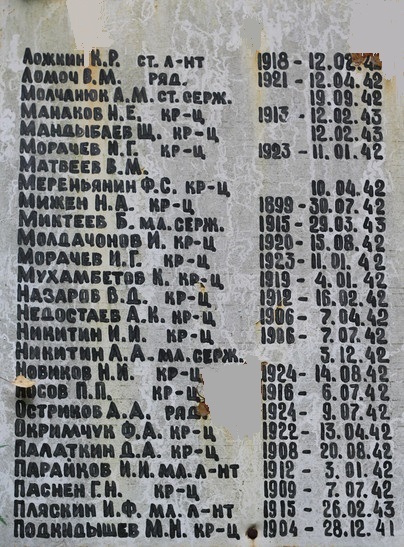 Ложкин К.Р. ст. л-нт 1918 - 12.02.42
Ломоч В.М. ряд. 1921 - 12.04.42
Молчанюк А.М. ст. серж. 19.09.42
Манаков Н.Е. кр-ц 1913 - 12.02.43
Мандыбаев Щ. кр-ц 12.02.43
Морачев И.Г. кр-ц 1923 - 11.01.42
Матвеев В.М.
Мереньянин Ф.С. кр-ц 10.04.42
Мижен Н.А. кр-ц 1899 - 30.07.42
Миктеев Б. мл. серж. 1915 - 29.03.43
Молдачонов И. кр-ц 1920 - 15.08.42
Морачев И.Г. кр-ц 1923 - 11.01.42
Мухамбетов К. кр-ц 1919 - 4.01.42
Назаров В.Д. кр-ц 1912 - 16.02.42
Недостаев А.К. кр-ц 1906 - 7.04.42
Никитин И.И. кр-ц 1906 - 7.07.42
Никитин Л.А. мл. серж. 3.12.42
Новиков Н.И. кр-ц 1924 - 14.08.42
Носов П.П. кр-ц 1916 - 6.07.42
Остриков А.А. ряд. 1924 - 9.07.42
Окримчук Ф.А. кр-ц 1922 - 13.04.42
Палаткин Д.А. кр-ц 1908 - 20.08.42
Парайков И.И. мл. л-нт 1912 - 3.01.42
Паснен Г.Н. кр-ц 1909 - 7.07.42
Пляскин И.Ф. мл. л-нт 1915 - 26.02.43
Подкидышев М.Н. кр-ц 1904 - 28.12.41